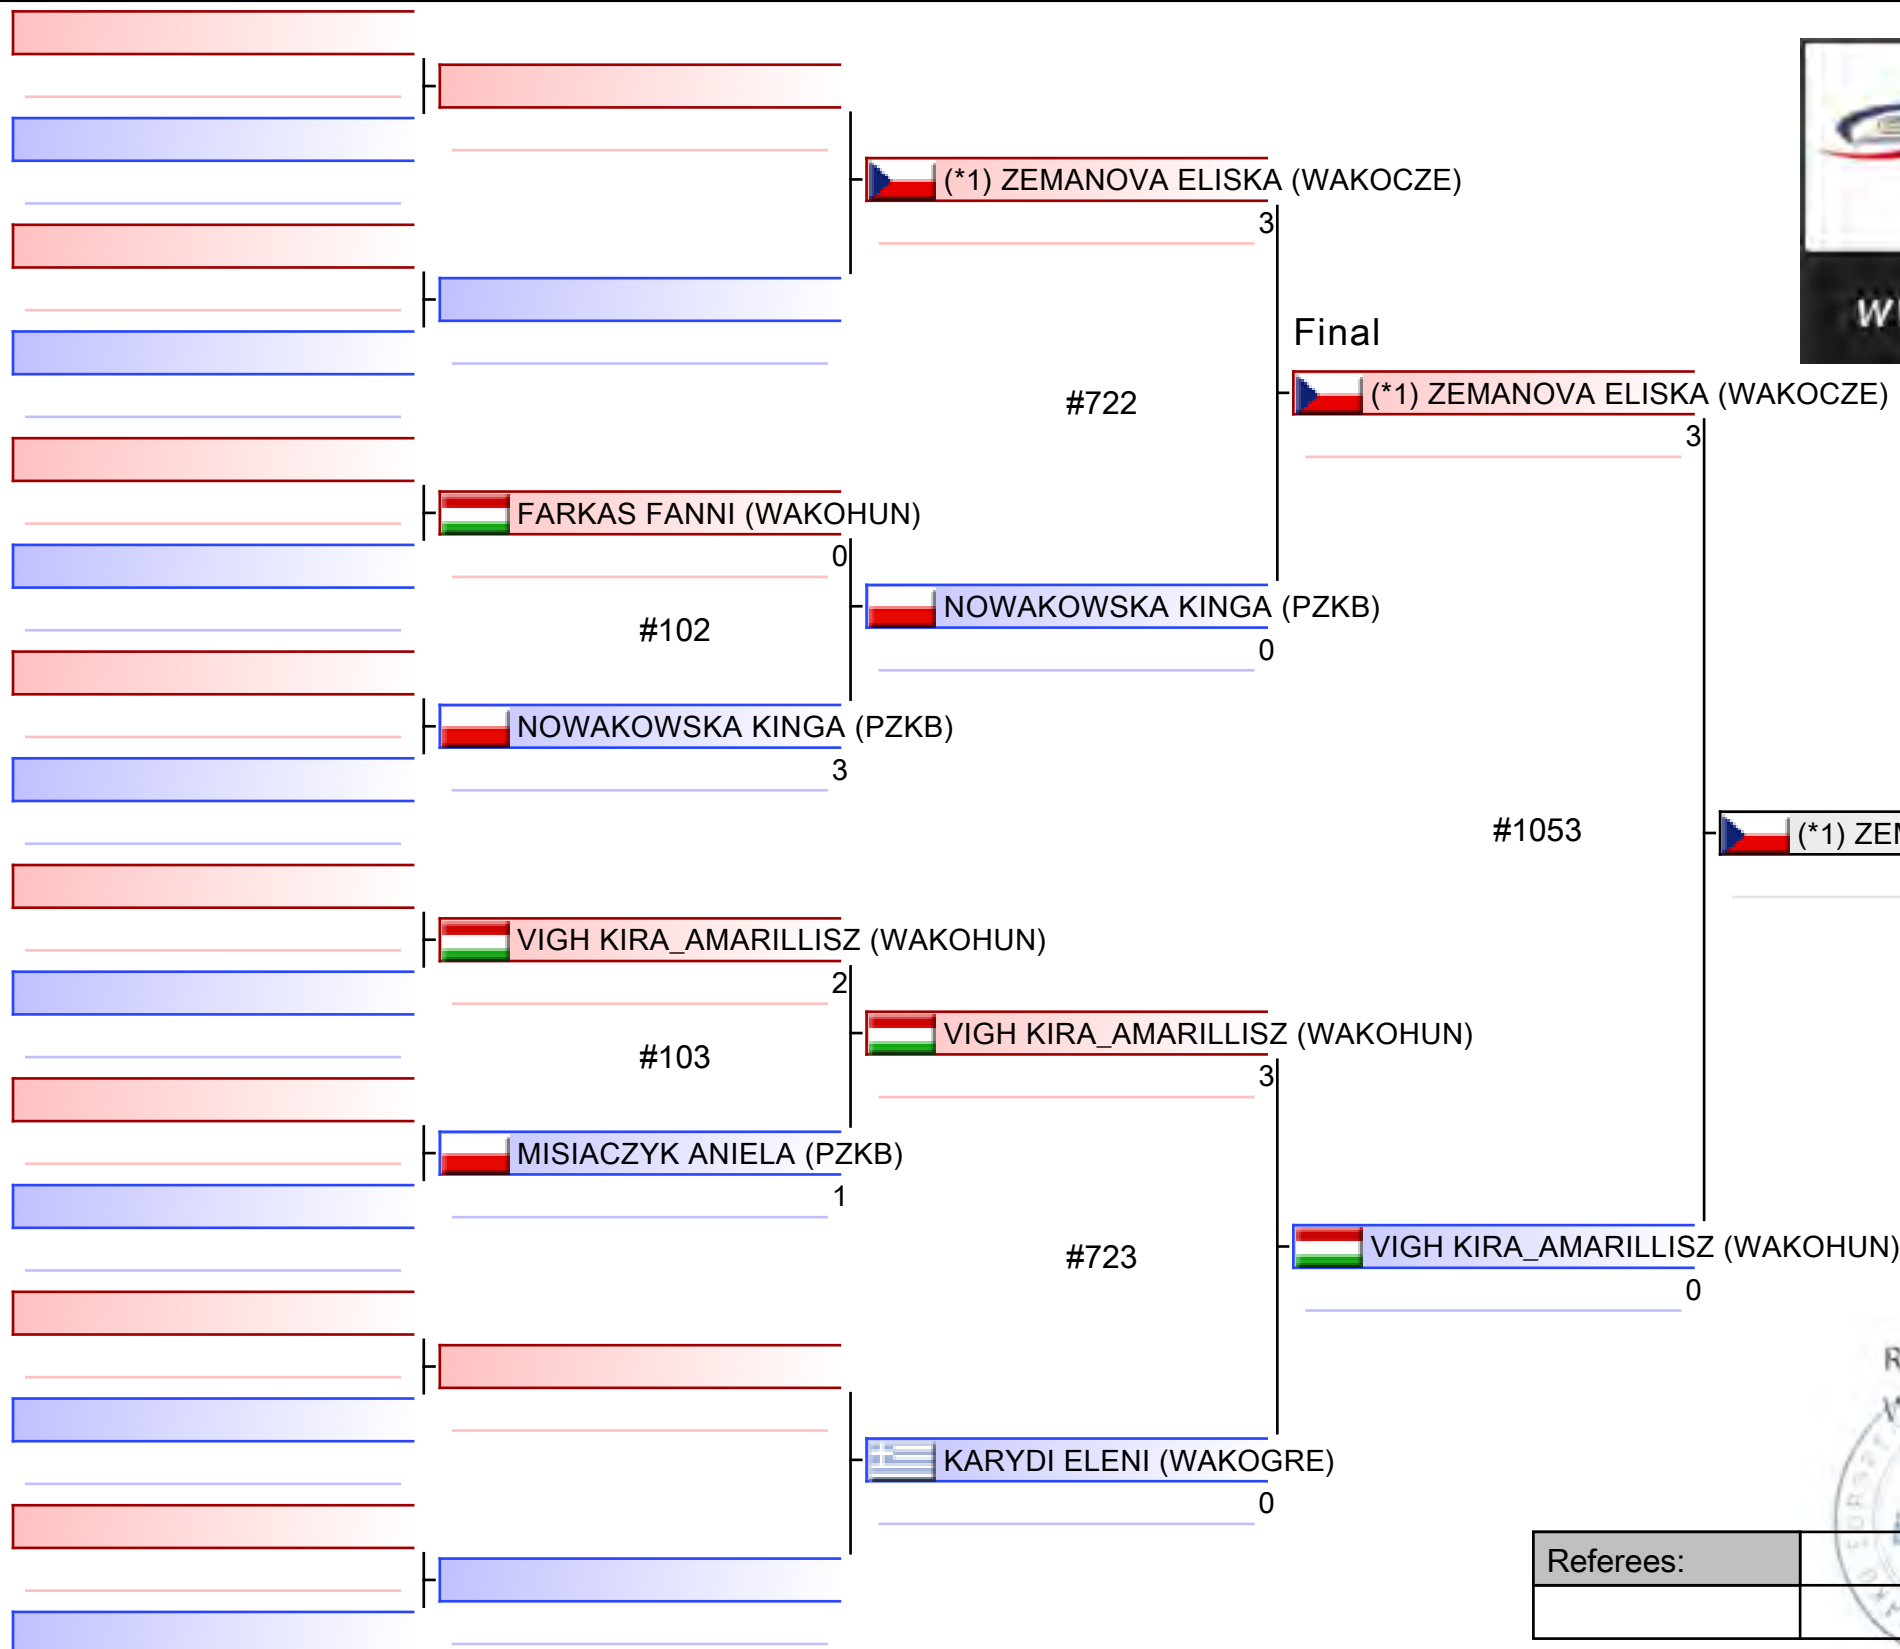 (*1) ZEMANOVA ELISKA (WAKOCZE)
3
Final
#722
(*1) ZEMANOVA ELISKA (WAKOCZE)
3
FARKAS FANNI (WAKOHUN)
0
#102
NOWAKOWSKA KINGA (PZKB)
0
NOWAKOWSKA KINGA (PZKB)
3
#1053
(*1)
VIGH KIRA_AMARILLISZ (WAKOHUN)
2
#103
VIGH KIRA_AMARILLISZ (WAKOHUN)
3
MISIACZYK ANIELA (PZKB)
1
#723
VIGH KIRA_AMARILLISZ (WAKOHUN)
0
KARYDI ELENI (WAKOGRE)
0
Referees: